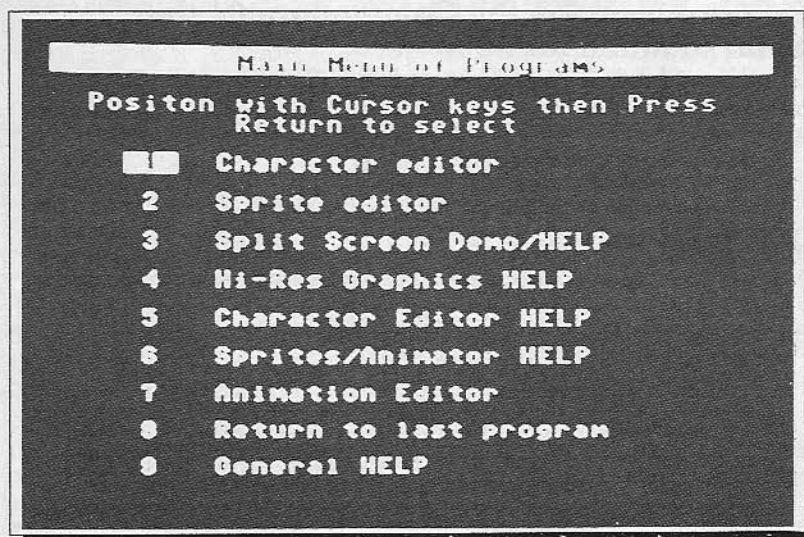 Main Menu of Programs
Positon with Cursor keys then Press
Return to select
1 Character editor
2 Sprite editor
3 Split Screen Demo/HELP
4 Hi-Res Graphics HELP
5 Character Editor HELP
6 Sprites/Animator HELP
7 Animation Editor
8 Return to last program
9 General HELP